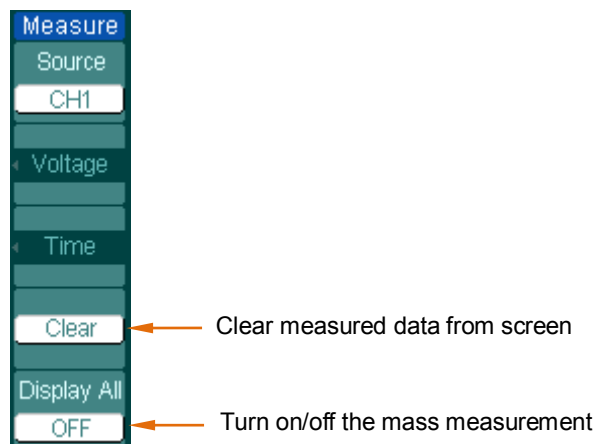 Measure
Source
CH1
Voltage
Time
Clear
Clear measured data from screen
Display All
OFF
Turn on/off the mass measurement